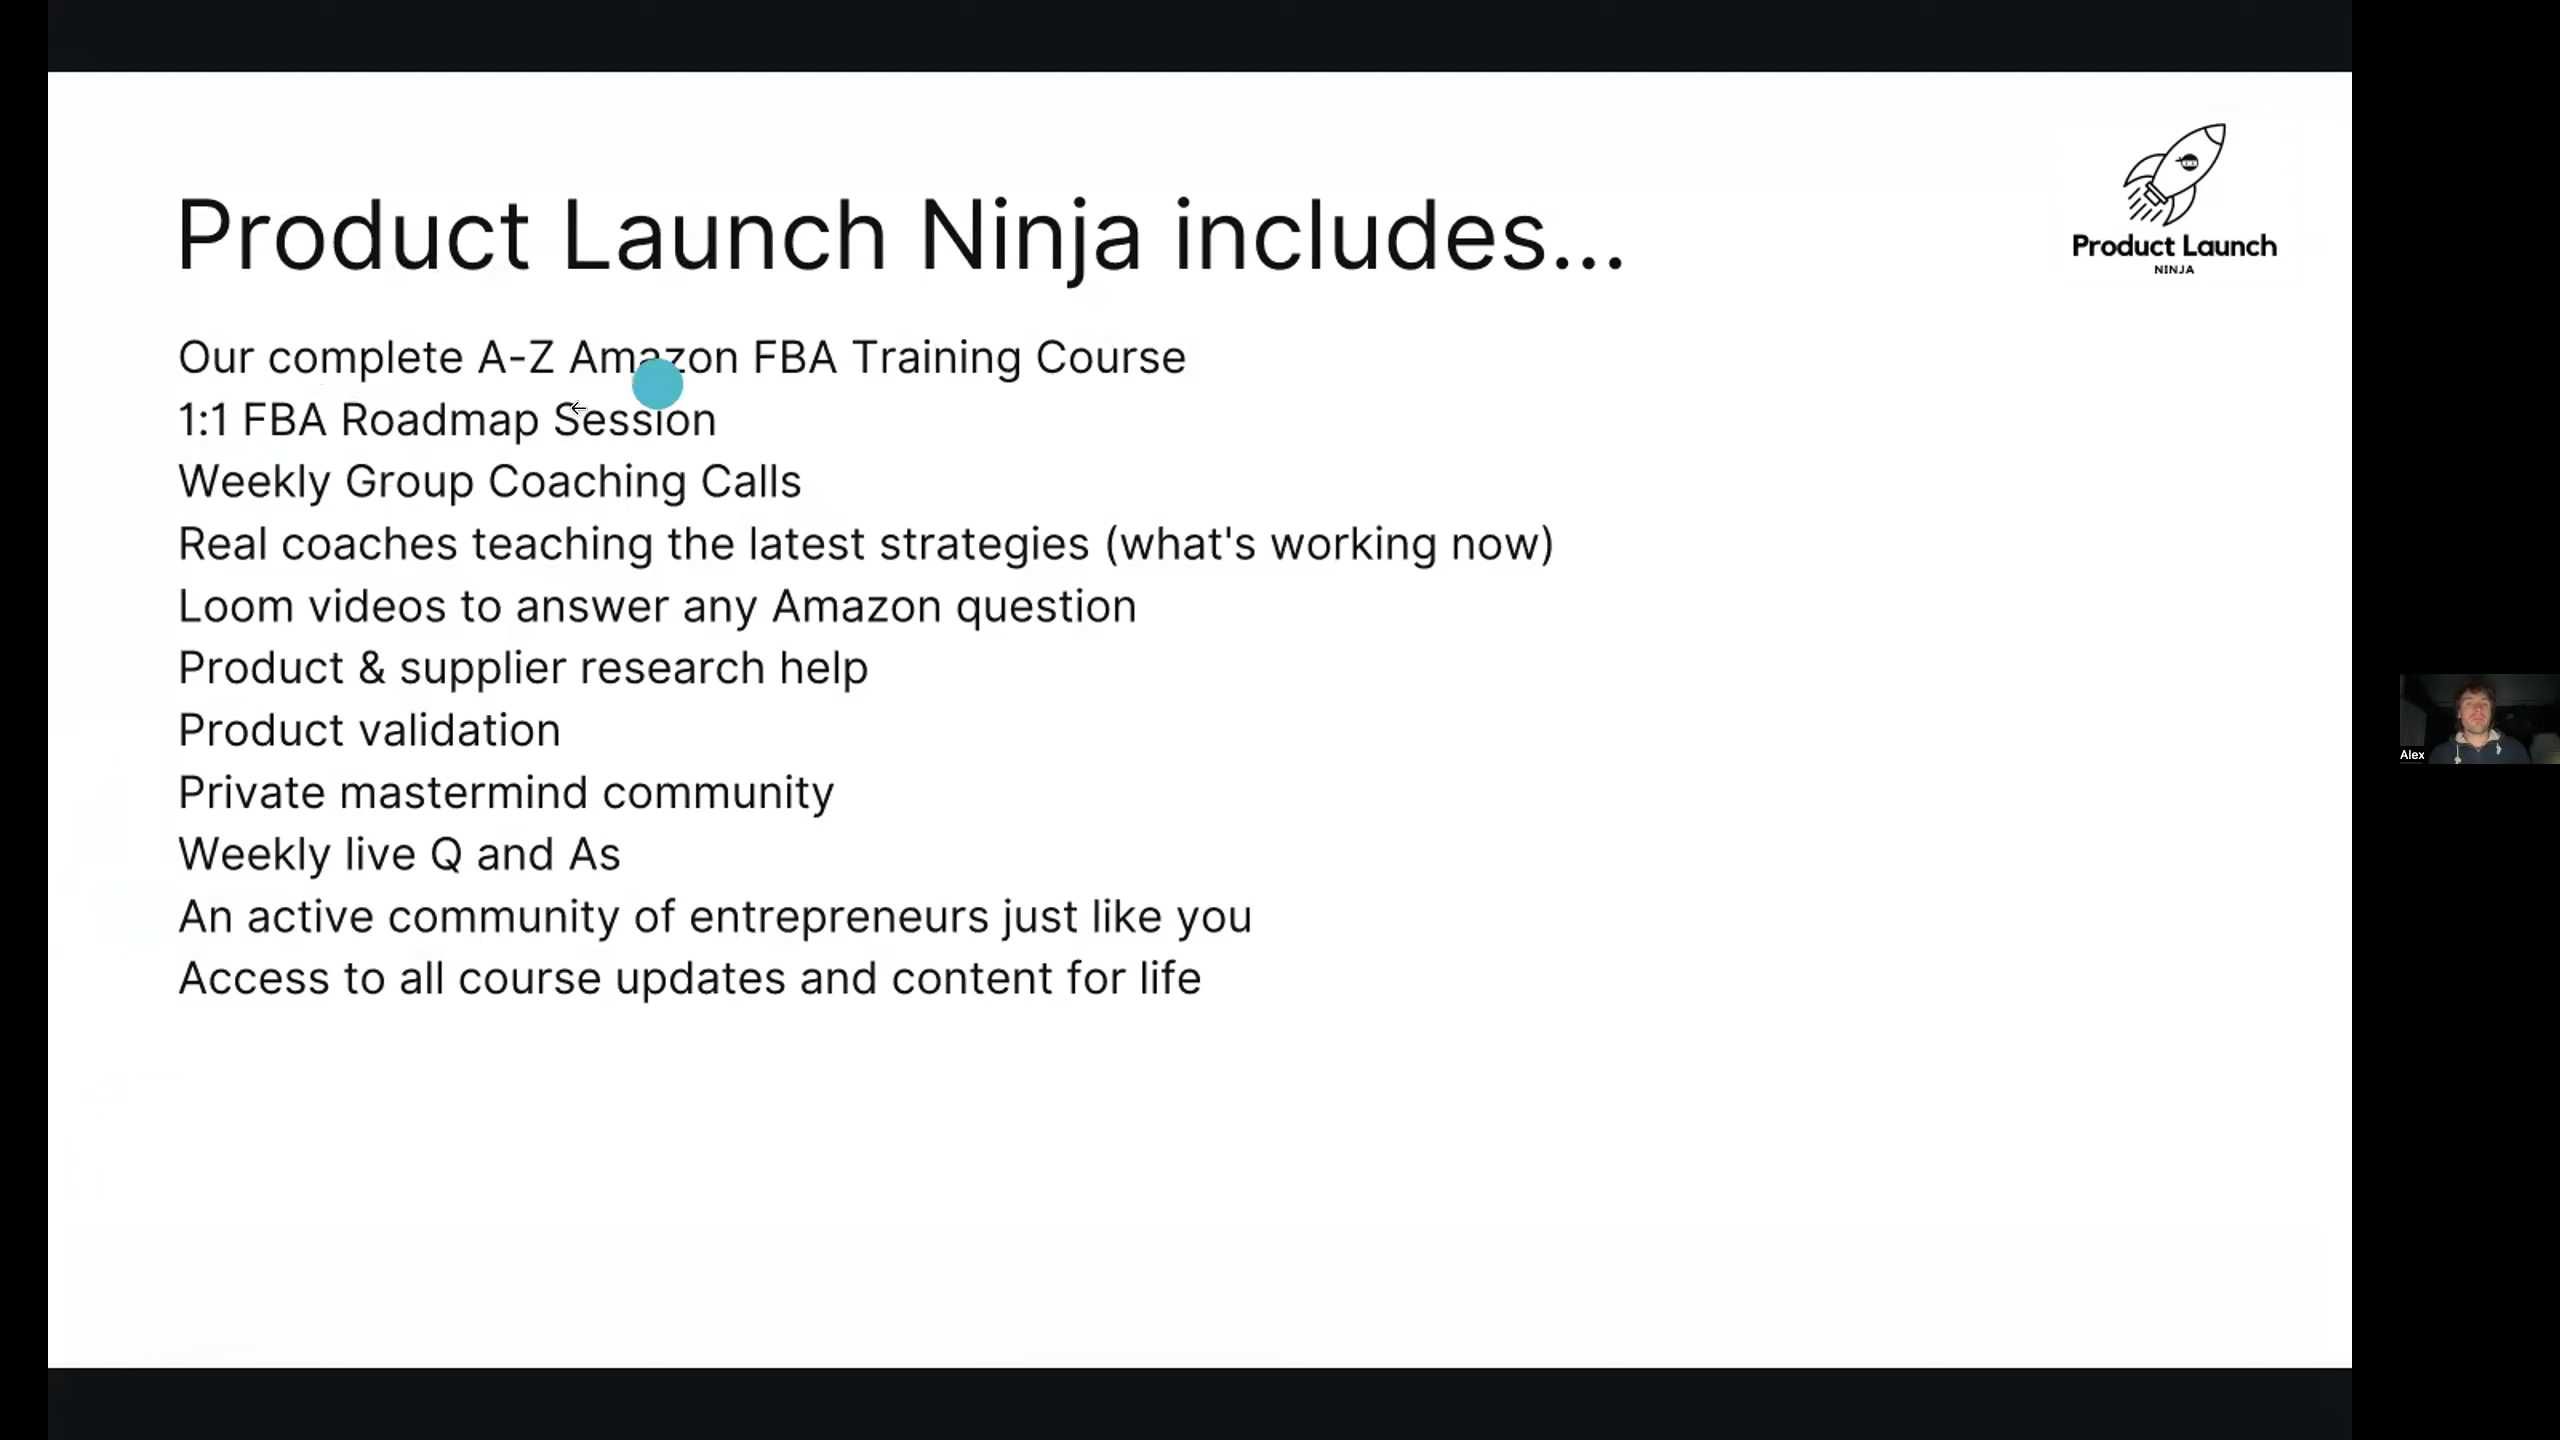 Product Launch Ninja includes...
Product Launch
NINJA
Our complete A-Z Amazon FBA Training Course
1:1 FBA Roadmap Session
Weekly Group Coaching Calls
Real coaches teaching the latest strategies (what's working now)
Loom videos to answer any Amazon question
Product & supplier research help
Product validation
Private mastermind community
Weekly live Q and As
An active community of entrepreneurs just like you
Access to all course updates and content for life
Alex